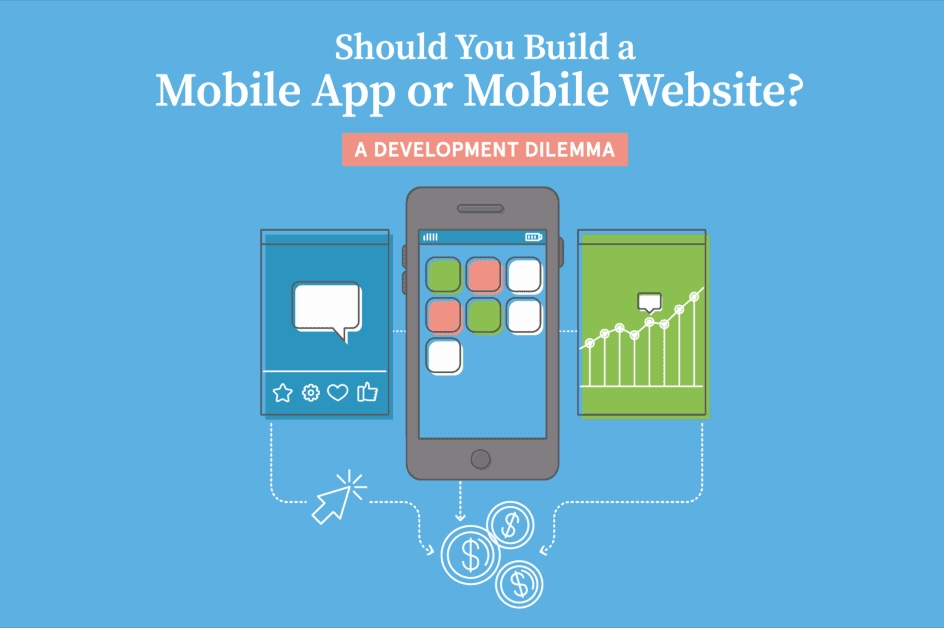 Should You Build a
Mobile App or Mobile Website?
A DEVELOPMENT DILEMMA
$
$
$